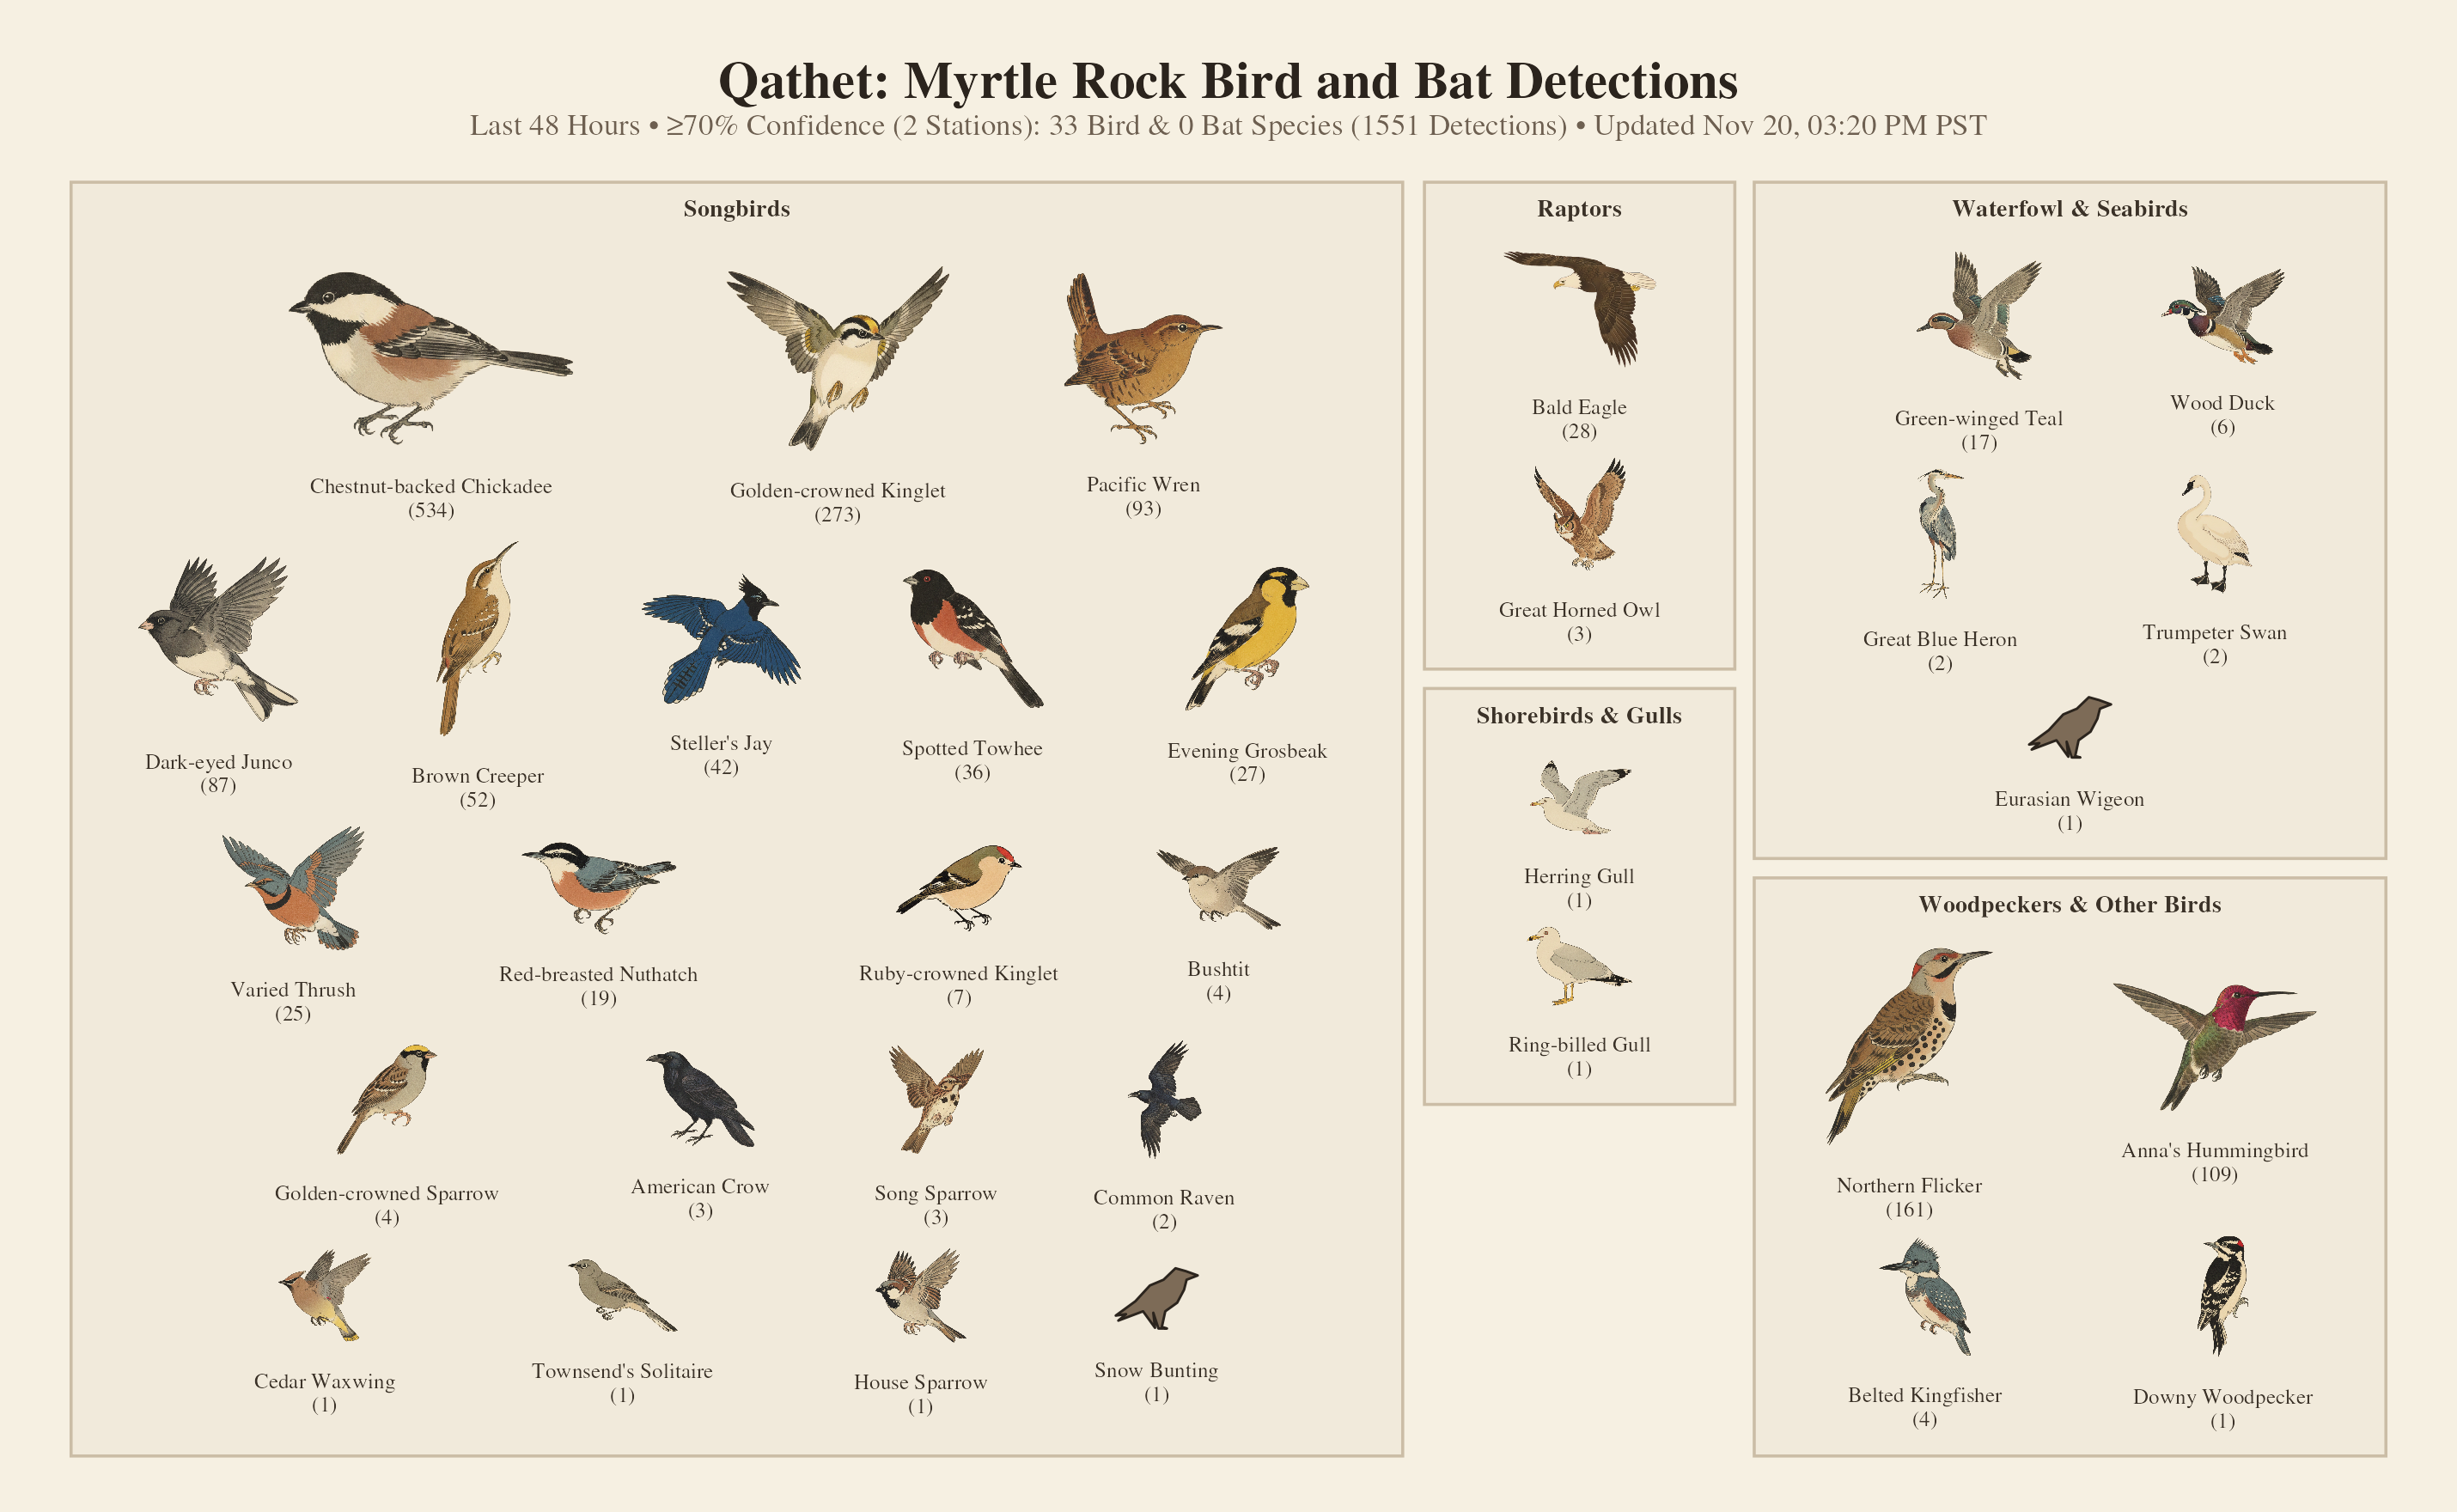 Qathet: Myrtle Rock Bird and Bat Detections
Last 48 Hours • ≥70% Confidence (2 Stations): 33 Bird & 0 Bat Species (1551 Detections) • Updated Nov 20, 03:20 PM PST
Songbirds
Chestnut-backed Chickadee
(534)
Golden-crowned Kinglet
(273)
Pacific Wren
(93)
Dark-eyed Junco
(87)
Brown Creeper
(52)
Steller's Jay
(42)
Spotted Towhee
(36)
Evening Grosbeak
(27)
Varied Thrush
(25)
Red-breasted Nuthatch
(19)
Ruby-crowned Kinglet
(7)
Bushtit
(4)
Golden-crowned Sparrow
(4)
American Crow
(3)
Song Sparrow
(3)
Common Raven
(2)
Cedar Waxwing
(1)
Townsend's Solitaire
(1)
House Sparrow
(1)
Snow Bunting
(1)
Raptors
Bald Eagle
(28)
Great Horned Owl
(3)
Shorebirds & Gulls
Herring Gull
(1)
Ring-billed Gull
(1)
Waterfowl & Seabirds
Green-winged Teal
(17)
Wood Duck
(6)
Great Blue Heron
(2)
Trumpeter Swan
(2)
Eurasian Wigeon
(1)
Woodpeckers & Other Birds
Northern Flicker
(161)
Anna's Hummingbird
(109)
Belted Kingfisher
(4)
Downy Woodpecker
(1)